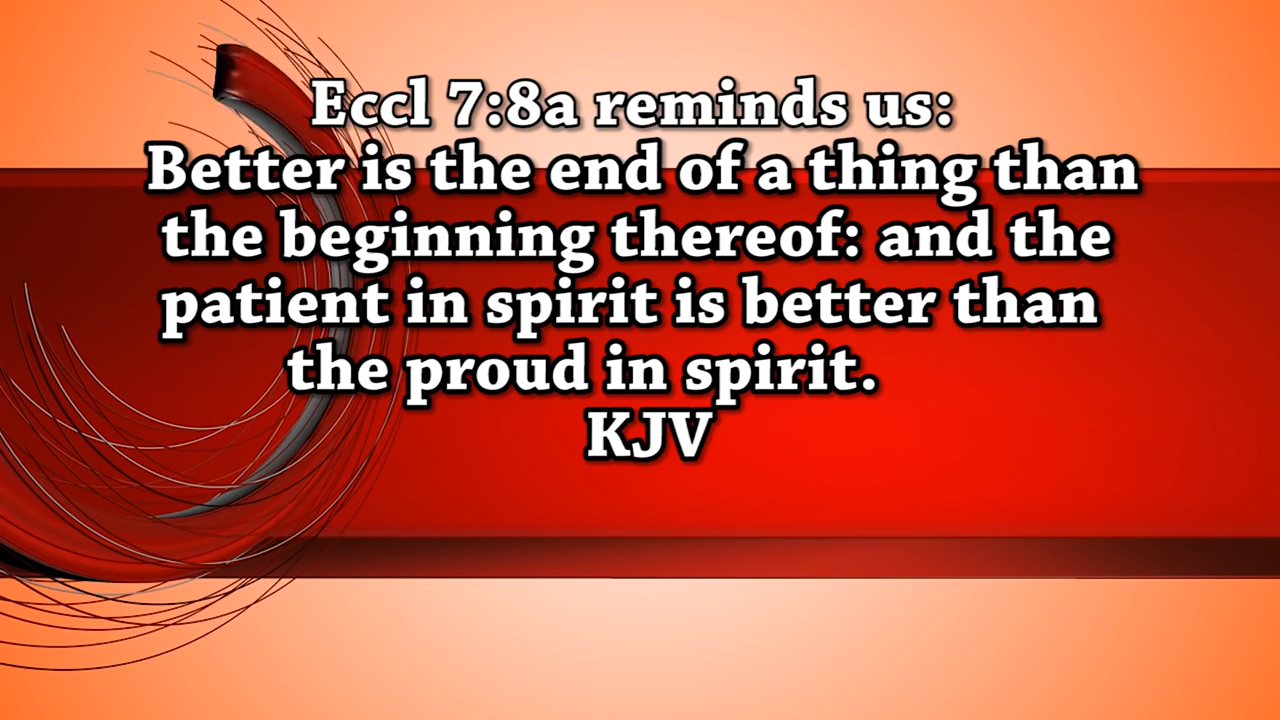 Eccl 7:8a reminds us:
Better is the end of a thing than
the beginning thereof: and the
patient in spirit is better than
the proud in spirit.
KJV